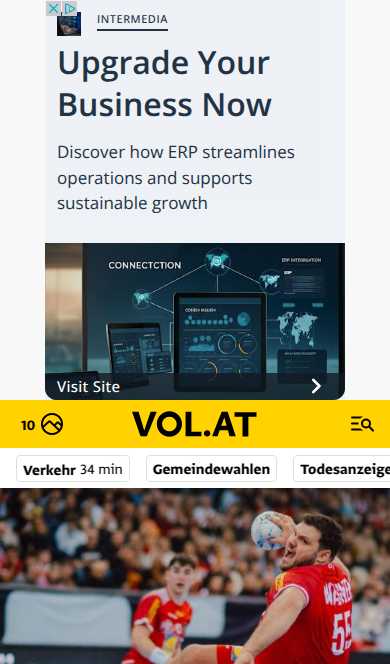 INTERMEDIA
Upgrade Your
Business Now
Discover how ERP streamlines
operations and supports
sustainable growth
CONNECTCTION
ERP INTEGRATION
Visit Site
10
VOL.AT
Verkehr 34 min
Gemeindewahlen
Todesanzeige
55